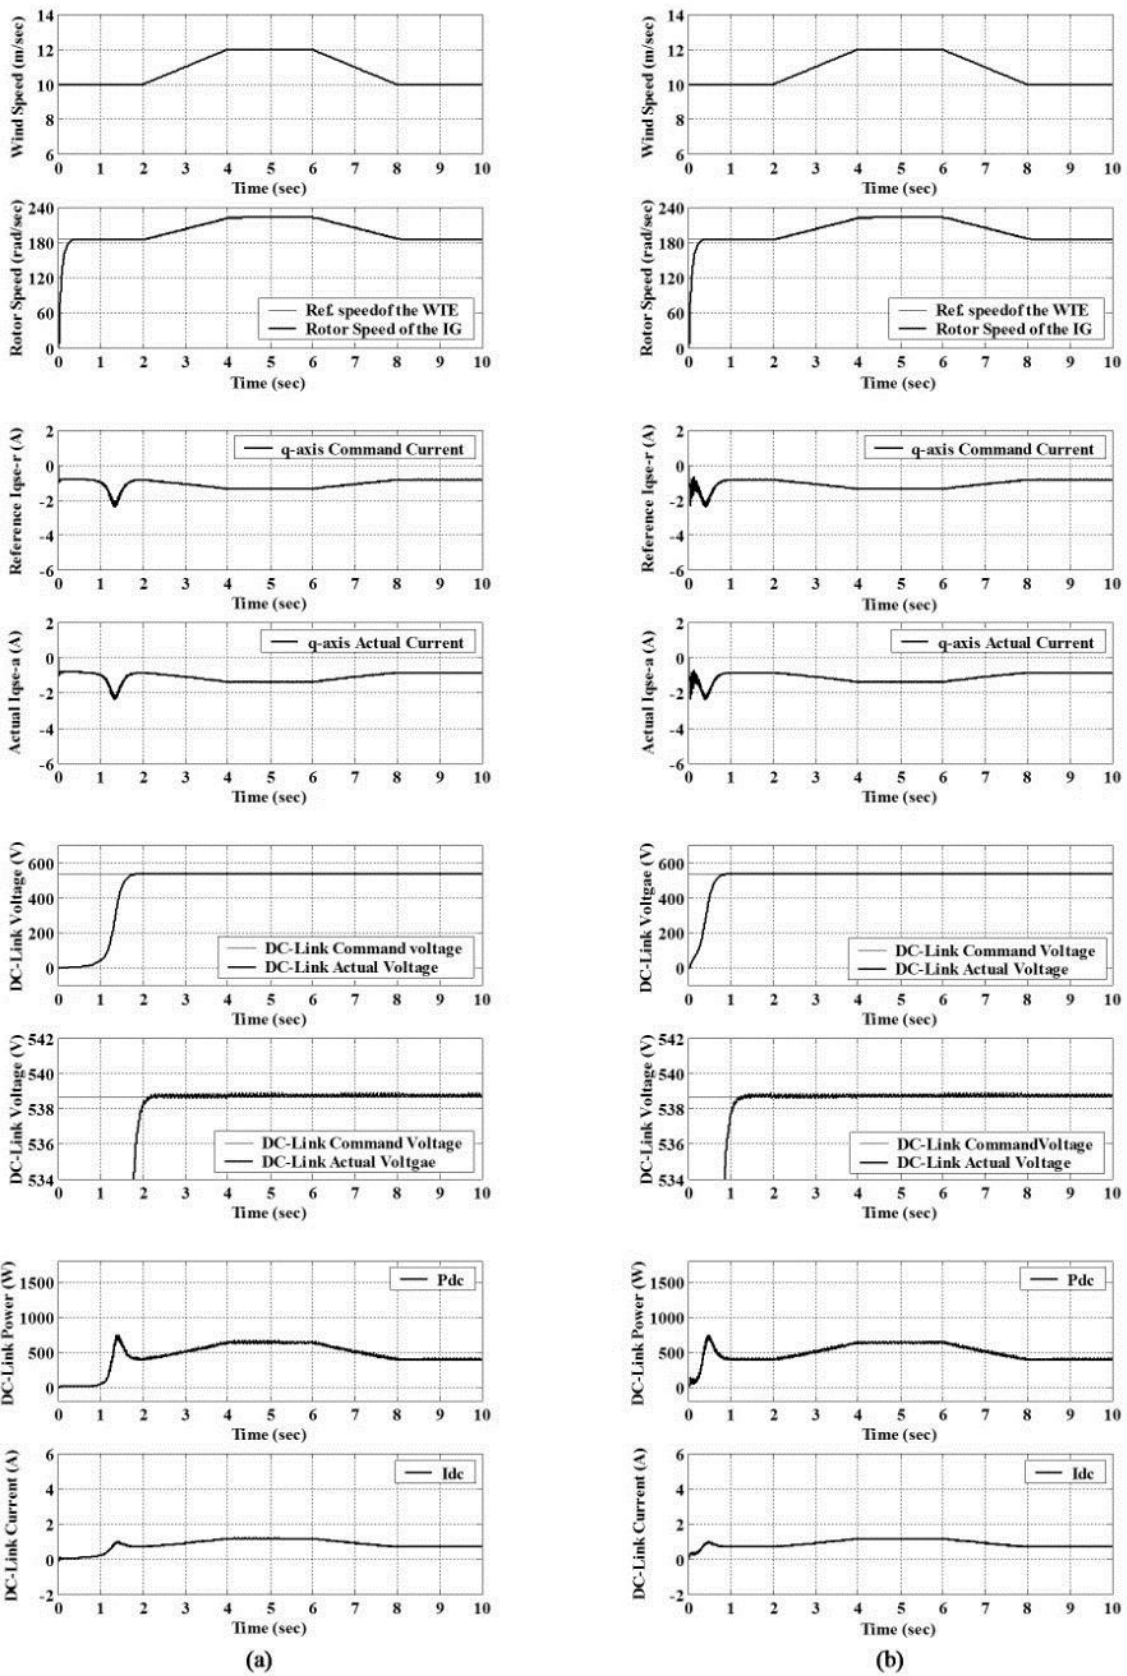 Wind Speed (m/sec)
14
12
10
8
6
0 1 2 3 4 5 6 7 8 9 10
Time (sec)
Rotor Speed (rad/sec)
240
180
120
60
0
Ref. speedof the WTE
Rotor Speed of the IG
0 1 2 3 4 5 6 7 8 9 10
Time (sec)
Reference Iqse-r (A)
2
0
-2
-4
-6
q-axis Command Current
0 1 2 3 4 5 6 7 8 9 10
Time (sec)
Actual Iqse-a (A)
2
0
-2
-4
-6
q-axis Actual Current
0 1 2 3 4 5 6 7 8 9 10
Time (sec)
DC-Link Voltage (V)
600
400
200
0
DC-Link Command voltage
DC-Link Actual Voltage
0 1 2 3 4 5 6 7 8 9 10
Time (sec)
DC-Link Voltage (V)
542
540
538
536
534
DC-Link Command Voltage
DC-Link Actual Voltgae
0 1 2 3 4 5 6 7 8 9 10
Time (sec)
DC-Link Power (W)
1500
1000
500
0
Pdc
0 1 2 3 4 5 6 7 8 9 10
Time (sec)
DC-Link Current (A)
6
4
2
0
-2
Idc
0 1 2 3 4 5 6 7 8 9 10
Time (sec)
(a)
Wind Speed (m/sec)
14
12
10
8
6
0 1 2 3 4 5 6 7 8 9 10
Time (sec)
Rotor Speed (rad/sec)
240
180
120
60
0
Ref. speedof the WTE
Rotor Speed of the IG
0 1 2 3 4 5 6 7 8 9 10
Time (sec)
Reference Iqse-r (A)
2
0
-2
-4
-6
q-axis Command Current
0 1 2 3 4 5 6 7 8 9 10
Time (sec)
Actual Iqse-a (A)
2
0
-2
-4
-6
q-axis Actual Current
0 1 2 3 4 5 6 7 8 9 10
Time (sec)
DC-Link Voltgae (V)
600
400
200
0
DC-Link Command Voltage
DC-Link Actual Voltage
0 1 2 3 4 5 6 7 8 9 10
Time (sec)
DC-Link Voltage (V)
542
540
538
536
534
DC-Link CommandVoltage
DC-Link Actual Voltage
0 1 2 3 4 5 6 7 8 9 10
Time (sec)
DC-Link Power (W)
1500
1000
500
0
Pdc
0 1 2 3 4 5 6 7 8 9 10
Time (sec)
DC-Link Current (A)
6
4
2
0
-2
Idc
0 1 2 3 4 5 6 7 8 9 10
Time (sec)
(b)